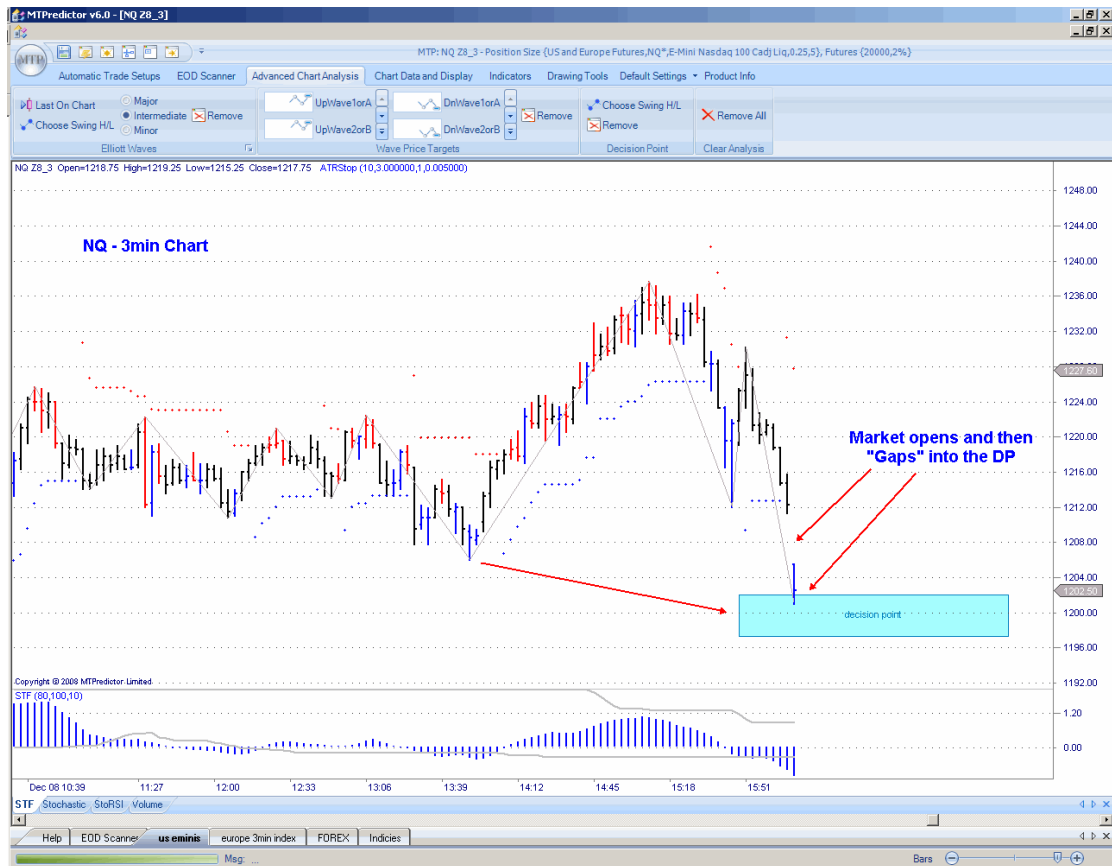 MTPredictor v6.0 - [NQ Z8_3]
MTP
MTP: NQ Z8_3 - Position Size {US and Europe Futures,NQ*,E-Mini Nasdaq 100 Cadj Liq,0.25,5}, Futures {20000,2%}
Automatic Trade Setups EOD Scanner Advanced Chart Analysis Chart Data and Display Indicators Drawing Tools Default Settings Product Info
Last On Chart
Choose Swing H/L
Major
Intermediate
Minor
Remove
Elliott Waves
UpWave1orA
UpWave2orB
DnWave1orA
DnWave2orB
Remove
Wave Price Targets
Choose Swing H/L
Remove
Decision Point
Remove All
Clear Analysis
NQ Z8_3 Open=1218.75 High=1219.25 Low=1215.25 Close=1217.75 ATRStop (10,3.000000,1,0.005000)
NQ - 3min Chart
1248.00
1244.00
1240.00
1236.00
1232.00
1227.60
1224.00
1220.00
Market opens and then
"Gaps" into the DP
1216.00
1212.00
1208.00
1204.00
1202.50
1200.00
decision point
1196.00
1192.00
Copyright @ 2008 MTPredictor Limited
STF (80,100,10)
1.20
0.00
Dec 08 10:39 11:27 12:00 12:33 13:06 13:39 14:12 14:45 15:18 15:51
STF Stochastic StoRSI Volume
Help EOD Scanner us eminis europe 3min index FOREX Indicies
Msg: ...
Bars